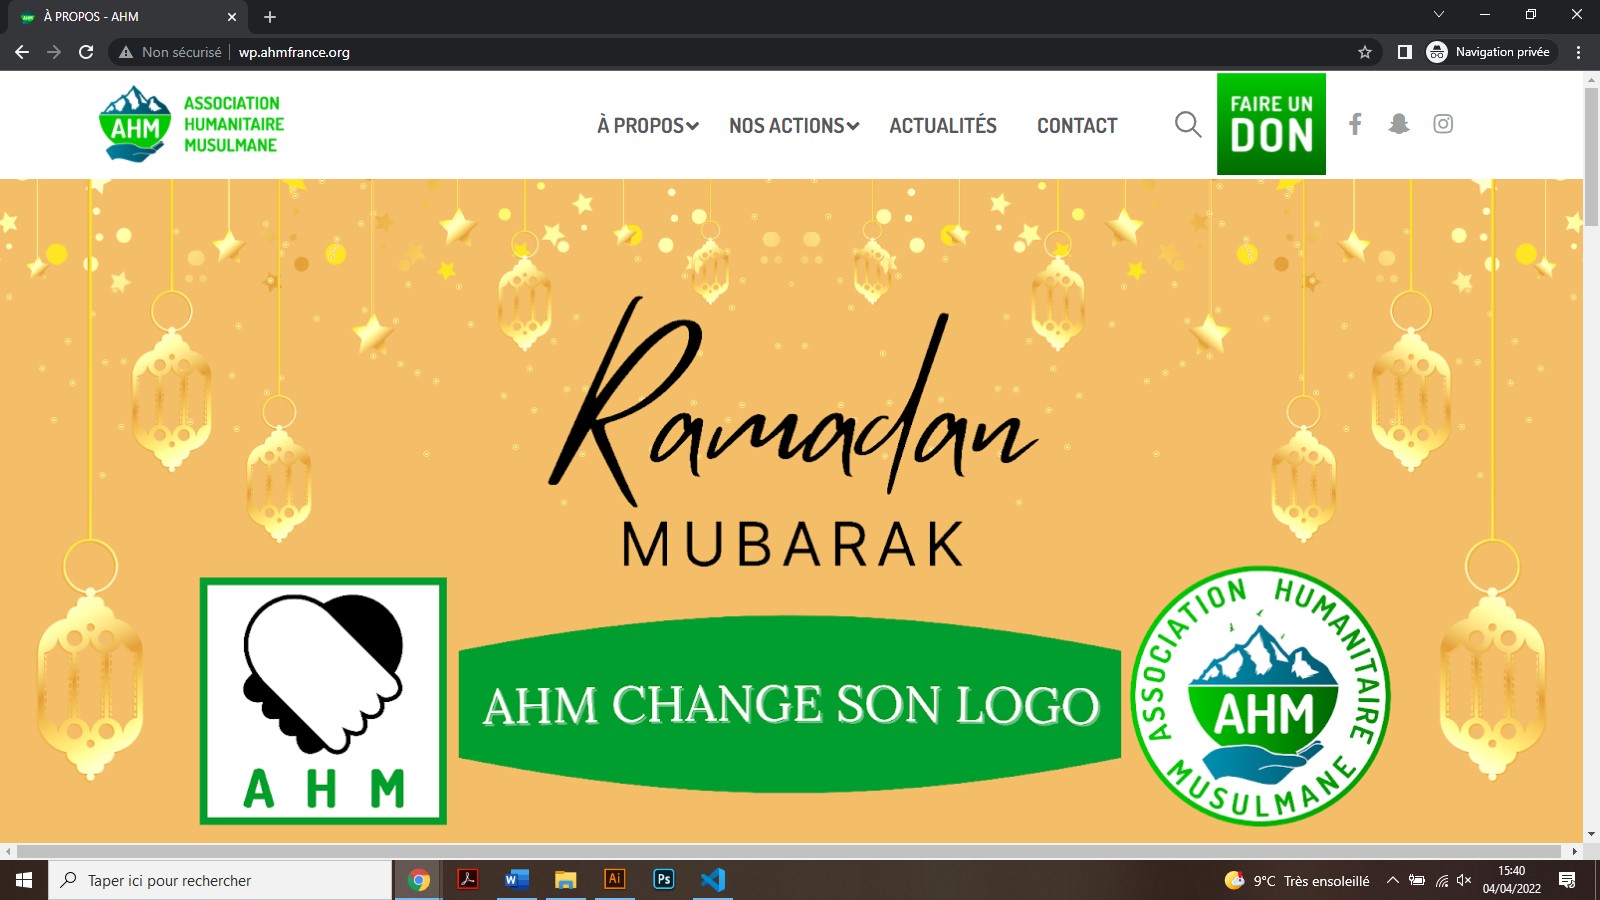 À PROPOS - AHM
Non sécurisé
wp.ahmfrance.org
Navigation privée
AHM
ASSOCIATION
HUMANITAIRE
MUSULMANE
À PROPOS
NOS ACTIONS
ACTUALITÉS
CONTACT
FAIRE UN
DON
Ramadan
MUBARAK
A H M
AHM CHANGE SON LOGO
ASSOCIATION HUMANITAIRE MUSULMANE
AHM
Taper ici pour rechercher
Ai
Ps
9°C Très ensoleillé
15:40
04/04/2022